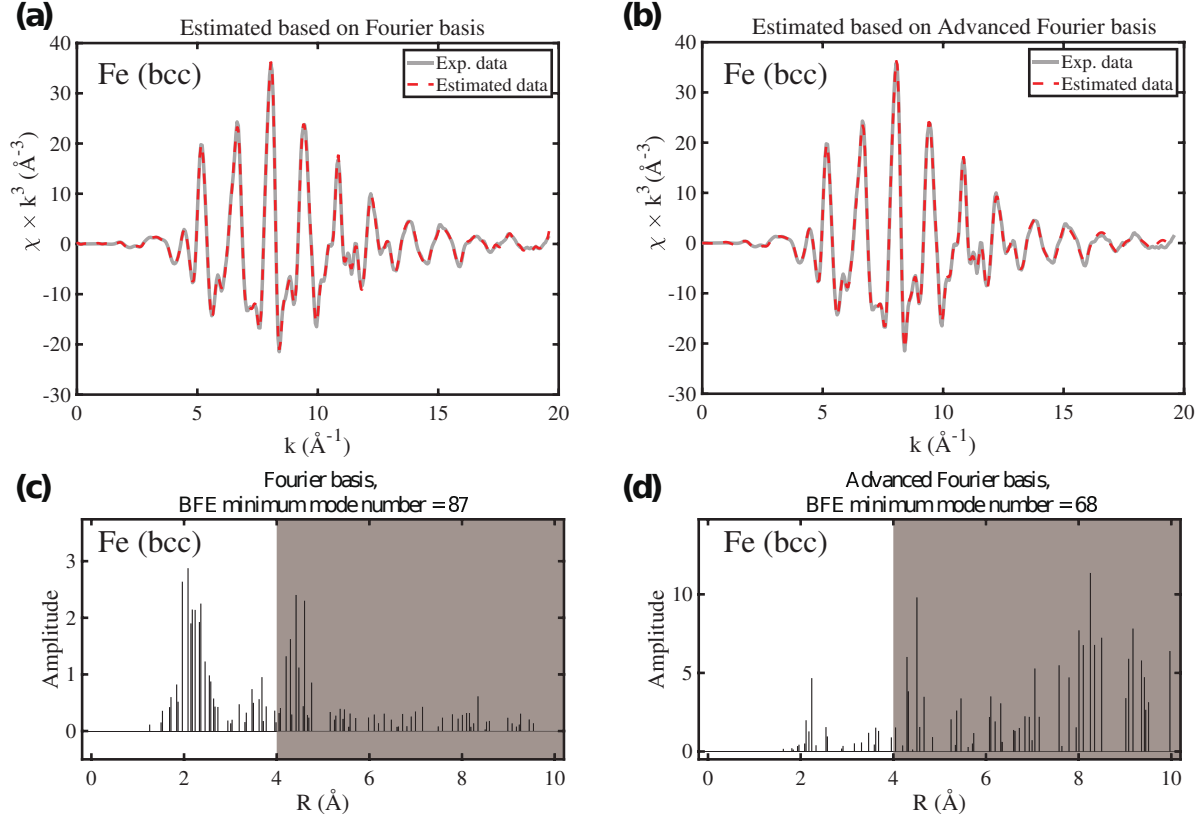 (a)
Estimated based on Fourier basis
Fe (bcc)
Exp. data
Estimated data
40
30
20
10
0
-10
-20
-30
χ × k³ (Å⁻³)
0 5 10 15 20
k (Å⁻¹)
(b)
Estimated based on Advanced Fourier basis
Fe (bcc)
Exp. data
Estimated data
40
30
20
10
0
-10
-20
-30
χ × k³ (Å⁻³)
0 5 10 15 20
k (Å⁻¹)
(c)
Fourier basis,
BFE minimum mode number = 87
Fe (bcc)
3
2
1
0
Amplitude
0 2 4 6 8 10
R (Å)
(d)
Advanced Fourier basis,
BFE minimum mode number = 68
Fe (bcc)
10
5
0
Amplitude
0 2 4 6 8 10
R (Å)